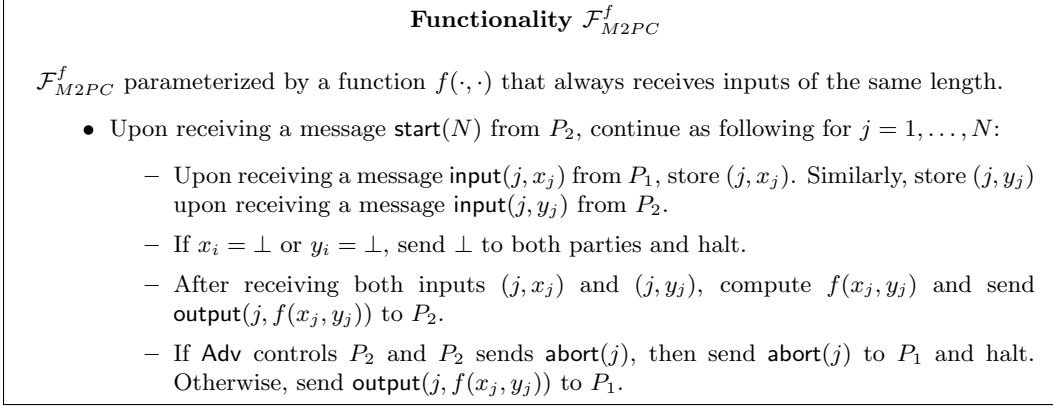 Functionality $\mathcal{F}_{M2PC}^{f}$
$\mathcal{F}_{M2PC}^{f}$ parameterized by a function $f(\cdot,\cdot)$ that always receives inputs of the same length.
• Upon receiving a message start($N$) from $P_2$, continue as following for $j = 1, \ldots, N$:
– Upon receiving a message input($j, x_j$) from $P_1$, store $(j, x_j)$. Similarly, store $(j, y_j)$
upon receiving a message input($j, y_j$) from $P_2$.
– If $x_i = \bot$ or $y_i = \bot$, send $\bot$ to both parties and halt.
– After receiving both inputs $(j, x_j)$ and $(j, y_j)$, compute $f(x_j, y_j)$ and send
output($j, f(x_j, y_j)$) to $P_2$.
– If Adv controls $P_2$ and $P_2$ sends abort($j$), then send abort($j$) to $P_1$ and halt.
Otherwise, send output($j, f(x_j, y_j)$) to $P_1$.